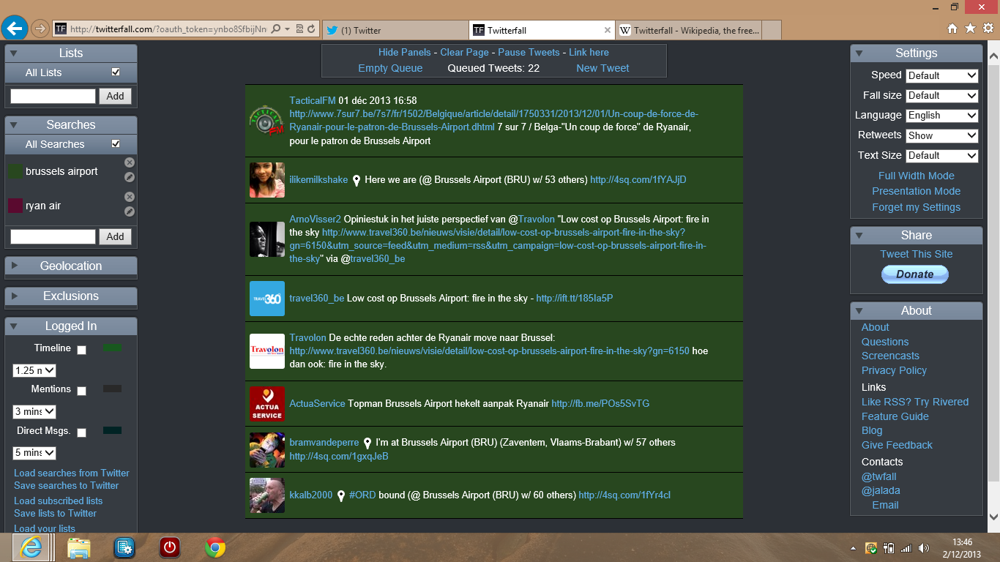 http://twitterfall.com/?oauth_token=ynbo8SfbijNn
(1) Twitter
TF
Twitterfall
W
Twitterfall - Wikipedia, the free...
Lists
All Lists
Add
Searches
All Searches
brussels airport
ryan air
Add
Geolocation
Exclusions
Logged In
Timeline
Mentions
3 mins
Direct Msgs.
5 mins
Load searches from Twitter
Save searches to Twitter
Load subscribed lists
Save lists to Twitter
Load your lists
Hide Panels - Clear Page - Pause Tweets - Link here
Empty Queue Queued Tweets: 22 New Tweet
TacticalFM 01 déc 2013 16:58
http://www.7sur7.be/7s7/fr/1502/Belgique/article/detail/1750331/2013/12/01/Un-coup-de-force-de-
Ryanair-pour-le-patron-de-Brussels-Airport.dhtml 7 sur 7 / Belga-"Un coup de force" de Ryanair,
pour le patron de Brussels Airport
ilikemilkshake Here we are (@ Brussels Airport (BRU) w/ 53 others) http://4sq.com/1fYAJjD
ArnoVisser2 Opiniestuk in het juiste perspectief van @Travolon "Low cost op Brussels Airport: fire in
the sky http://www.travel360.be/nieuws/visie/detail/low-cost-op-brussels-airport-fire-in-the-sky?
gn=6150&utm_source=feed&utm_medium=rss&utm_campaign=low-cost-op-brussels-airport-fire-in-
the-sky" via @travel360_be
travel360_be Low cost op Brussels Airport: fire in the sky - http://ift.tt/185Ia5P
Travolon
Travolon De echte reden achter de Ryanair move naar Brussel:
http://www.travel360.be/nieuws/visie/detail/low-cost-op-brussels-airport-fire-in-the-sky?gn=6150 hoe
dan ook: fire in the sky.
ACTUA
SERVICE
ActuaService Topman Brussels Airport hekelt aanpak Ryanair http://fb.me/POs5SvTG
bramvandeperre I'm at Brussels Airport (BRU) (Zaventem, Vlaams-Brabant) w/ 57 others
http://4sq.com/1gxqJeB
kkalb2000 #ORD bound (@ Brussels Airport (BRU) w/ 60 others) http://4sq.com/1fYr4cI
Settings
Speed Default
Fall size Default
Language English
Retweets Show
Text Size Default
Full Width Mode
Presentation Mode
Forget my Settings
Share
Tweet This Site
Donate
About
About
Questions
Screencasts
Privacy Policy
Links
Like RSS? Try Rivered
Feature Guide
Blog
Give Feedback
Contacts
@twfall
@jalada
Email
13:46
2/12/2013